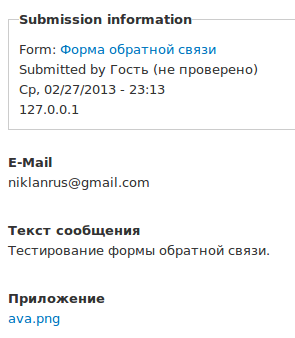 Submission information
Form: Форма обратной связи
Submitted by Гость (не проверено)
Ср, 02/27/2013 - 23:13
127.0.0.1
E-Mail
niklanrus@gmail.com
Текст сообщения
Тестирование формы обратной связи.
Приложение
ava.png